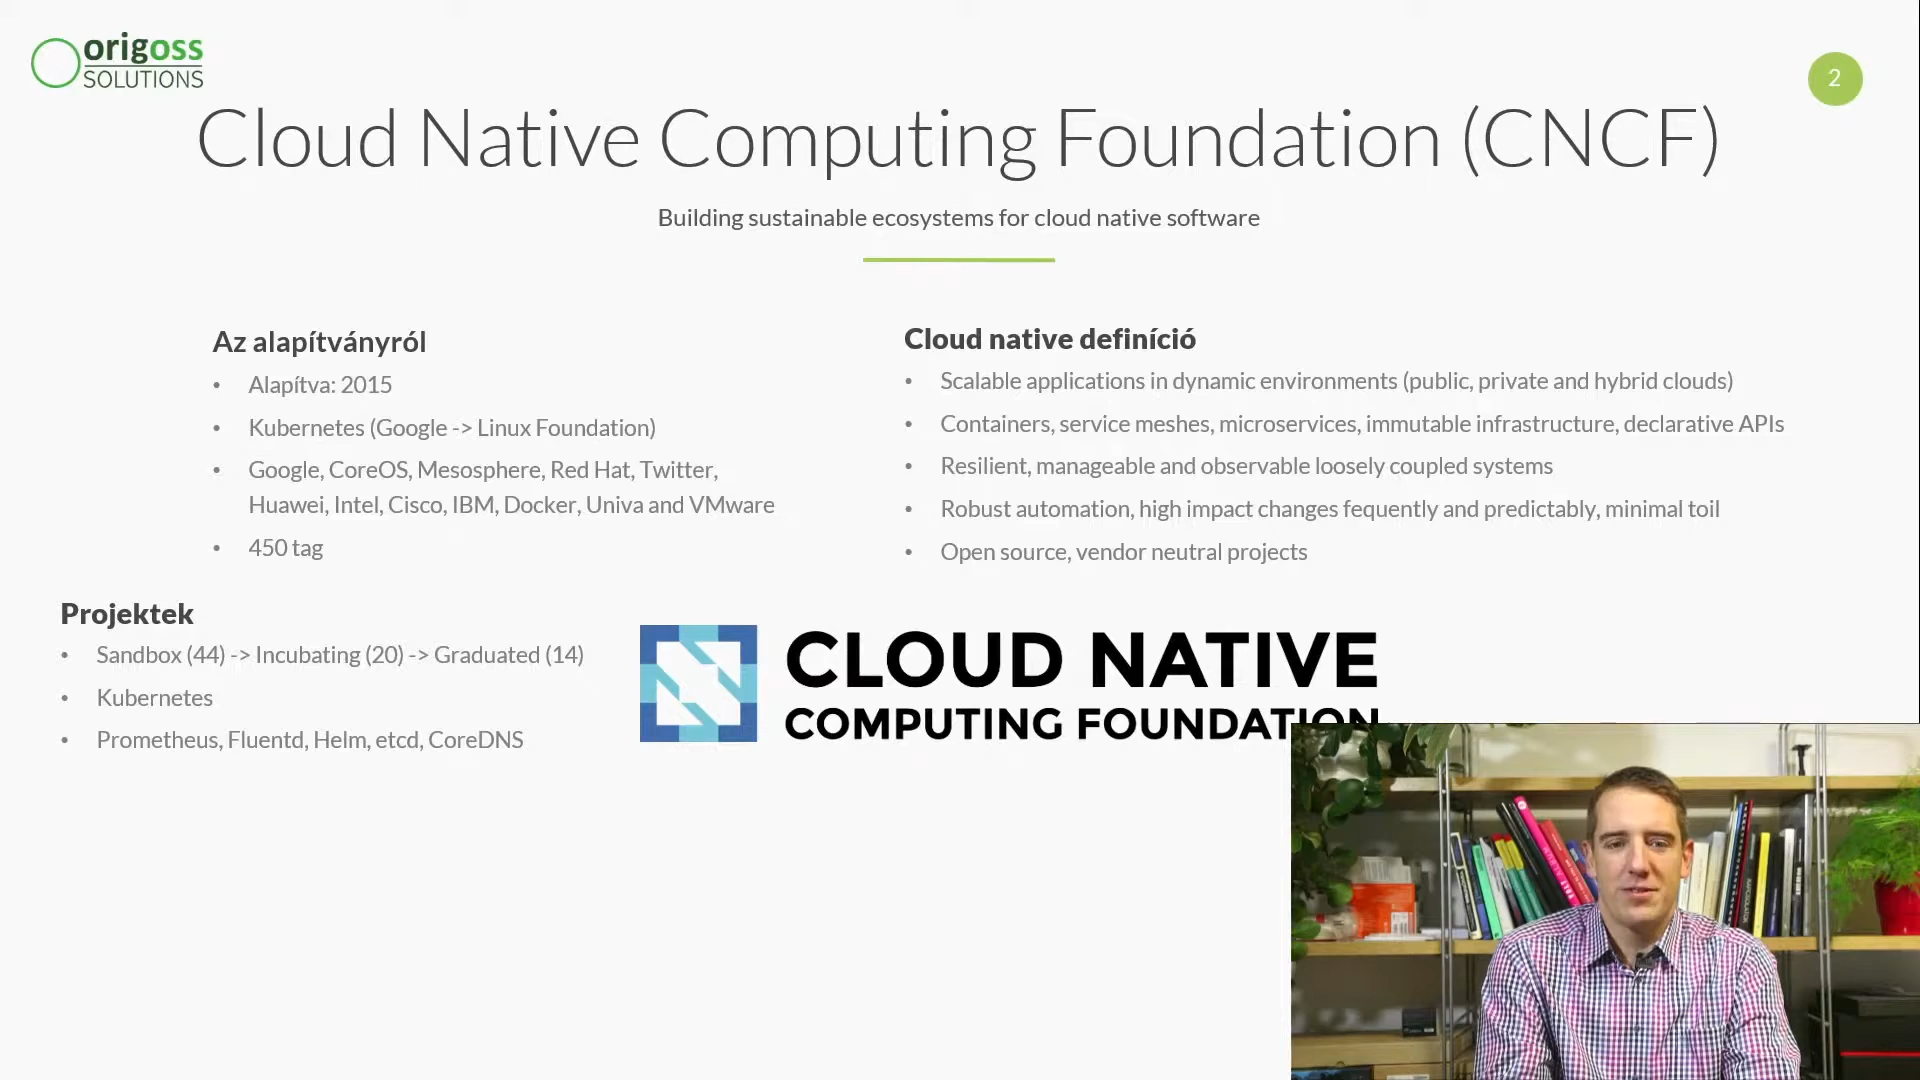 origoss
SOLUTIONS
2
Cloud Native Computing Foundation (CNCF)
Building sustainable ecosystems for cloud native software
Az alapítványról
• Alapítva: 2015
• Kubernetes (Google -> Linux Foundation)
• Google, CoreOS, Mesosphere, Red Hat, Twitter,
Huawei, Intel, Cisco, IBM, Docker, Univa and VMware
• 450 tag
Cloud native definíció
• Scalable applications in dynamic environments (public, private and hybrid clouds)
• Containers, service meshes, microservices, immutable infrastructure, declarative APIs
• Resilient, manageable and observable loosely coupled systems
• Robust automation, high impact changes fequently and predictably, minimal toil
• Open source, vendor neutral projects
Projektek
• Sandbox (44) -> Incubating (20) -> Graduated (14)
• Kubernetes
• Prometheus, Fluentd, Helm, etcd, CoreDNS
CLOUD NATIVE
COMPUTING FOUNDATION